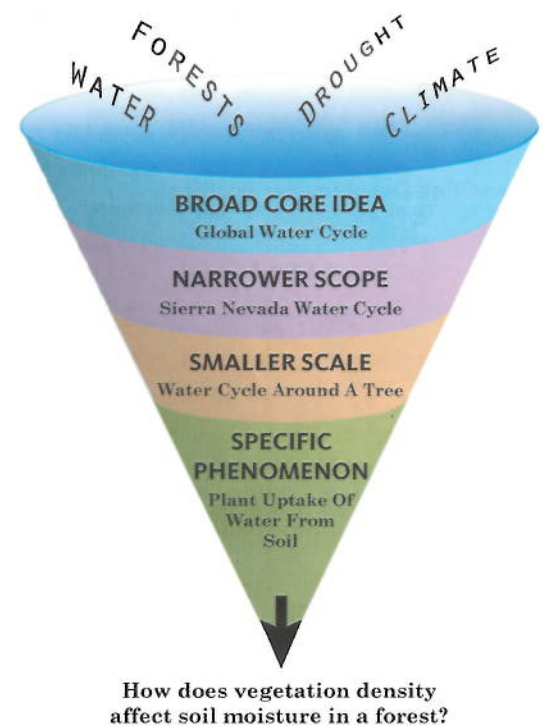 WATER
FORESTS
DROUGHT
CLIMATE
BROAD CORE IDEA
Global Water Cycle
NARROWER SCOPE
Sierra Nevada Water Cycle
SMALLER SCALE
Water Cycle Around A Tree
SPECIFIC
PHENOMENON
Plant Uptake Of
Water From
Soil
How does vegetation density
affect soil moisture in a forest?